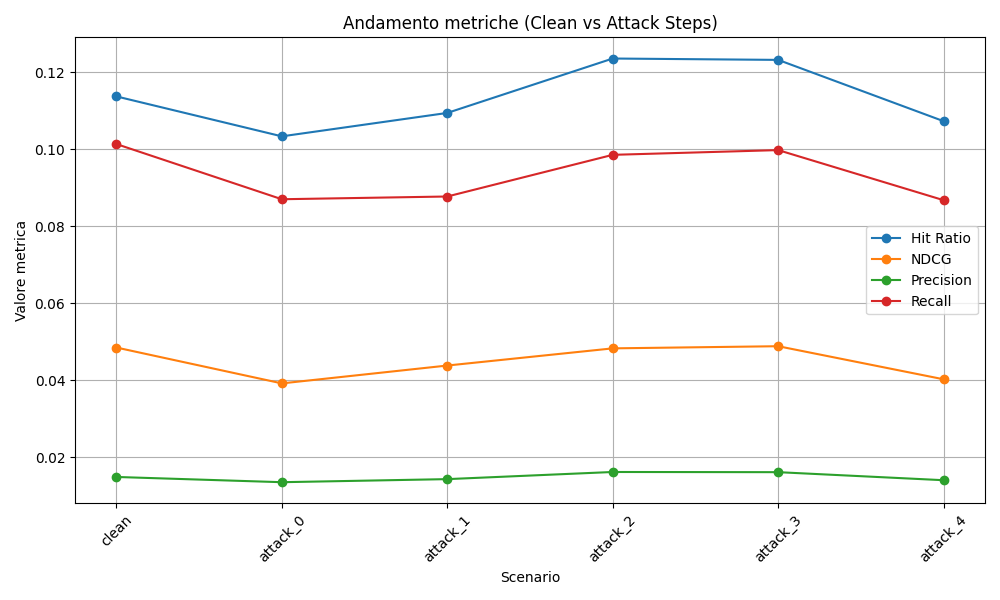 Andamento metriche (Clean vs Attack Steps)
Valore metrica
0.12
0.10
0.08
0.06
0.04
0.02
Hit Ratio
NDCG
Precision
Recall
clean
attack_0
attack_1
attack_2
attack_3
attack_4
Scenario